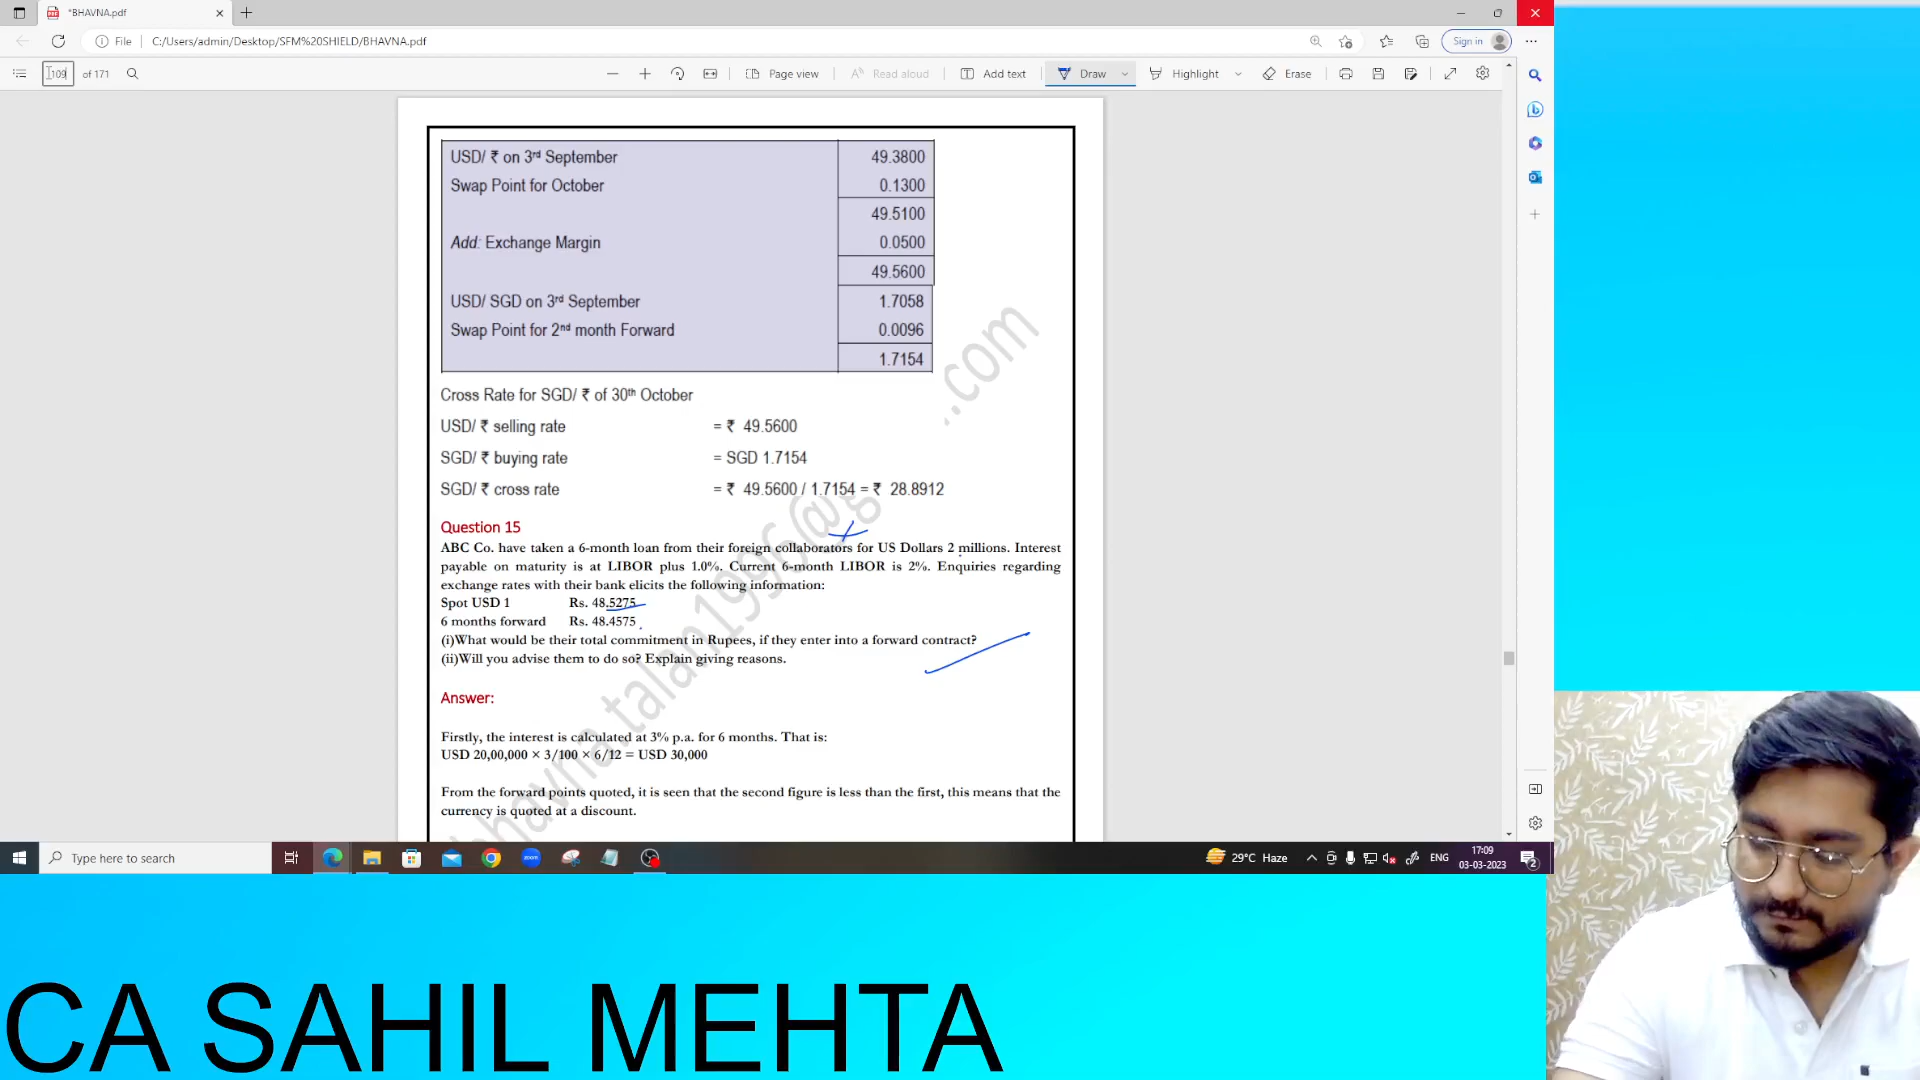 *BHAVNA.pdf
File C:/Users/admin/Desktop/SFM%20SHIELD/BHAVNA.pdf Sign in
109 of 171 Page view Read aloud Add text Draw Highlight Erase
USD/ ₹ on 3rd September 49.3800
Swap Point for October 0.1300
49.5100
Add: Exchange Margin 0.0500
49.5600
USD/ SGD on 3rd September 1.7058
Swap Point for 2nd month Forward 0.0096
1.7154
Cross Rate for SGD/ ₹ of 30th October
USD/ ₹ selling rate = ₹ 49.5600
SGD/ ₹ buying rate = SGD 1.7154
SGD/ ₹ cross rate = ₹ 49.5600 / 1.7154 = ₹ 28.8912
Question 15
ABC Co. have taken a 6-month loan from their foreign collaborators for US Dollars 2 millions. Interest
payable on maturity is at LIBOR plus 1.0%. Current 6-month LIBOR is 2%. Enquiries regarding
exchange rates with their bank elicits the following information:
Spot USD 1 Rs. 48.5275
6 months forward Rs. 48.4575
(i)What would be their total commitment in Rupees, if they enter into a forward contract?
(ii)Will you advise them to do so? Explain giving reasons.
Answer:
Firstly, the interest is calculated at 3% p.a. for 6 months. That is:
USD 20,00,000 × 3/100 × 6/12 = USD 30,000
From the forward points quoted, it is seen that the second figure is less than the first, this means that the
currency is quoted at a discount.
bhavna.talan1996@g
..com
Type here to search
29°C Haze ENG
17:09
03-03-2023
2
CA SAHIL MEHTA